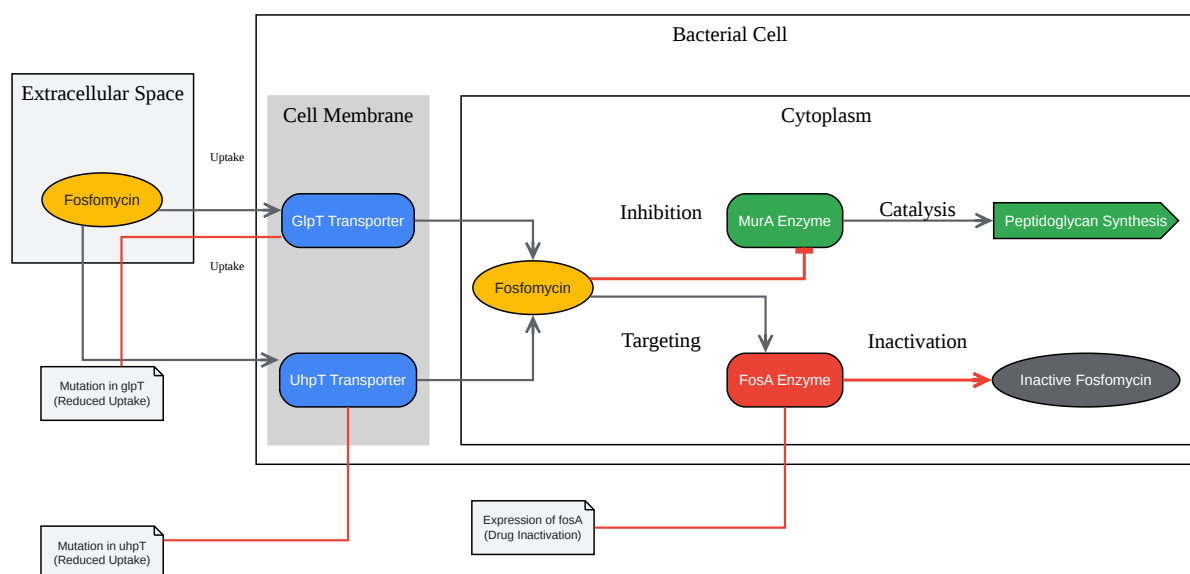 Bacterial Cell
Extracellular Space
Cell Membrane
Cytoplasm
Uptake
Fosfomycin
GlpT Transporter
Inhibition
MurA Enzyme
Catalysis
Peptidoglycan Synthesis
Uptake
Fosfomycin
Targeting
Inactivation
UhpT Transporter
FosA Enzyme
Inactive Fosfomycin
Mutation in glpT
(Reduced Uptake)
Expression of fosA
(Drug Inactivation)
Mutation in uhpT
(Reduced Uptake)